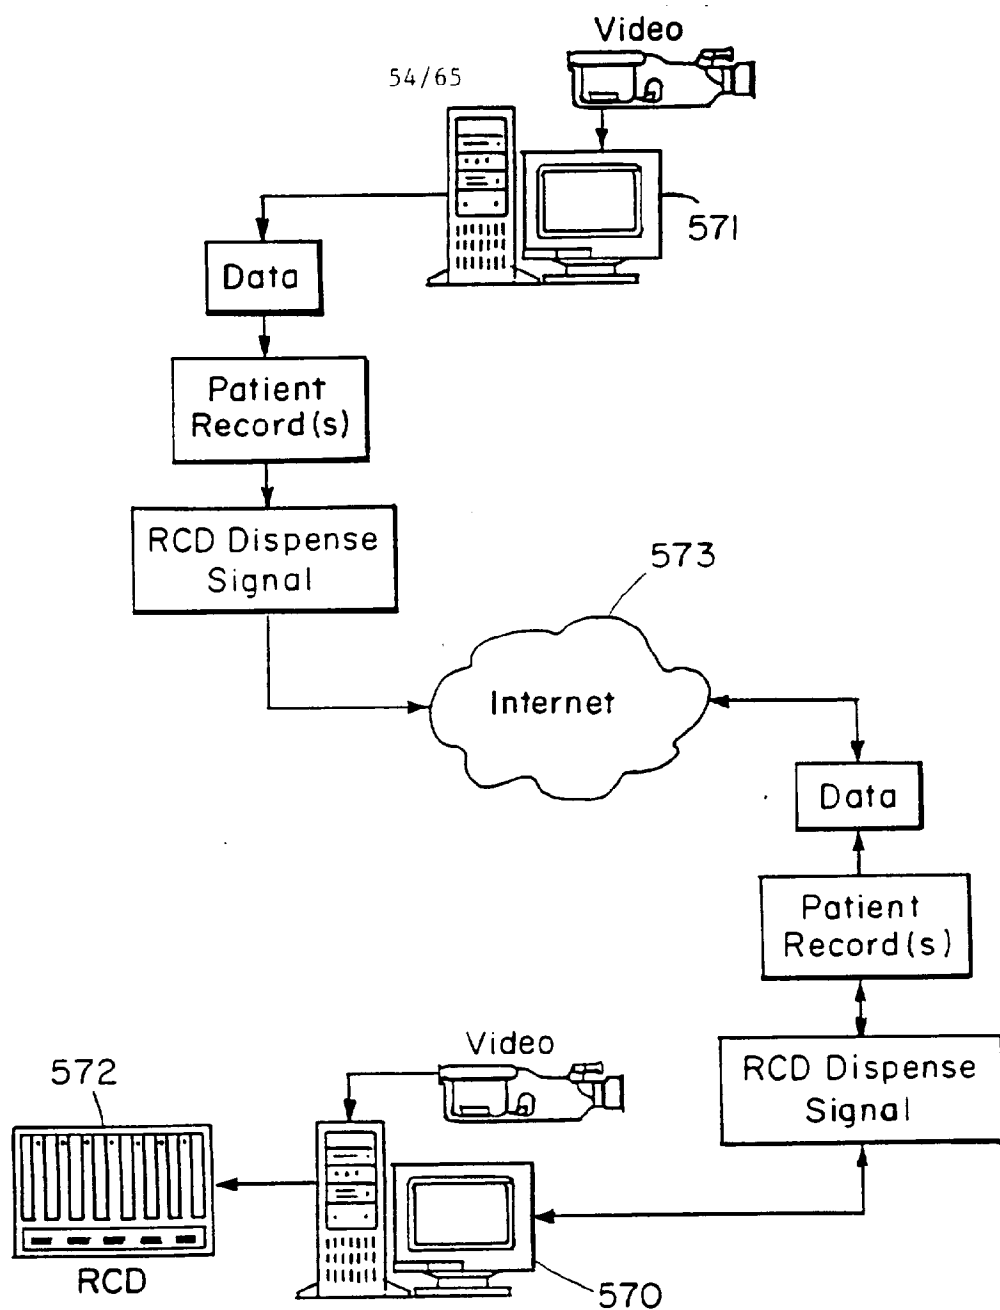 Video
54/65
571
Data
Patient
Record(s)
RCD Dispense
Signal
573
Internet
Data
Patient
Record(s)
Video
572
RCD Dispense
Signal
RCD
570